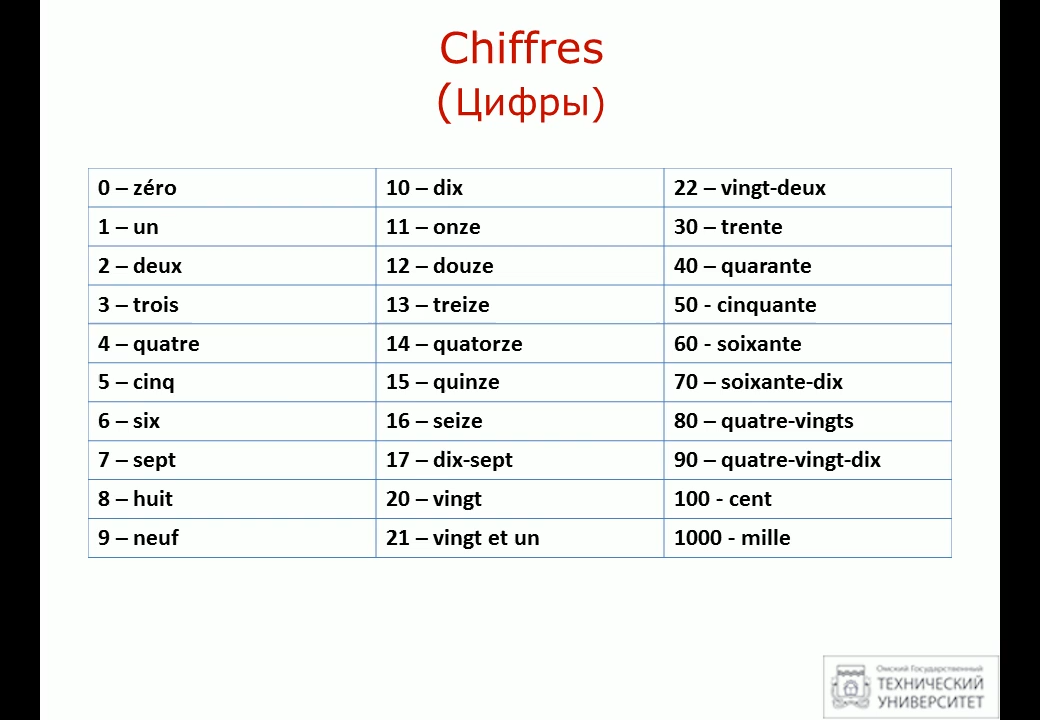 Chiffres
(Цифры)
0 – zéro
10 – dix
22 – vingt-deux
1 – un
11 – onze
30 – trente
2 – deux
12 – douze
40 – quarante
3 – trois
13 – treize
50 - cinquante
4 – quatre
14 – quatorze
60 - soixante
5 – cinq
15 – quinze
70 – soixante-dix
6 – six
16 – seize
80 – quatre-vingts
7 – sept
17 – dix-sept
90 – quatre-vingt-dix
8 – huit
20 – vingt
100 - cent
9 – neuf
21 – vingt et un
1000 - mille
Омский Государственный
ТЕХНИЧЕСКИЙ
УНИВЕРСИТЕТ